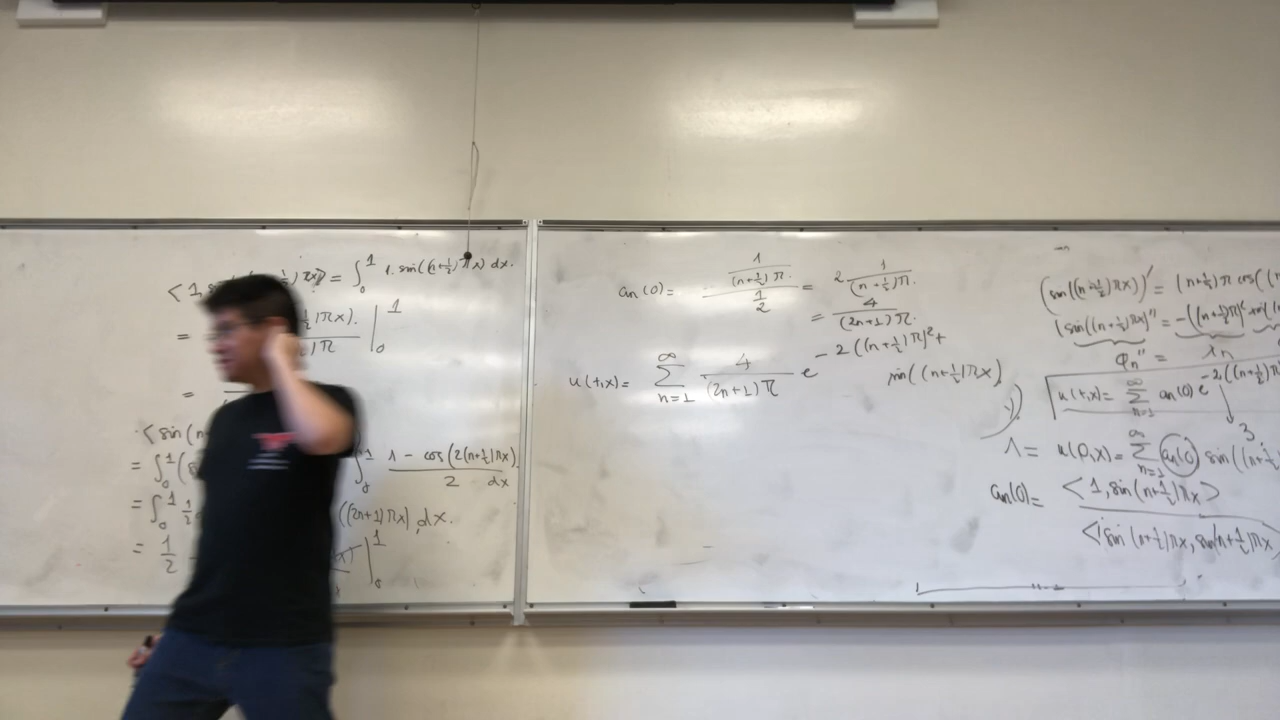 < 1, s ½) πx)> = ∫₀¹ 1. sin((n+½)πx) dx.
= ½)πx). )π |₀¹
=
< sin(n
= ∫₀¹ ( ∫₀¹ 1 - cos(2(n+½)πx) / 2 dx
= ∫₀¹ ½ ((2n+1)πx) dx.
= ½ |₀¹
an(0) = 1/((n+½)π) / (1/2) = 2 1/((n+½)π).
= 4/((2n+1)π).
u(t,x) = ∑_{n=1}^{∞} 4/((2n+1)π) e^{-2((n+½)π)²t} sin((n+½)πx)
(sin((n+½)πx))' = (n+½)π cos((n
(sin((n+½)πx))'' = -((n+½)π)² sin((
φn'' = λn
u(t,x) = ∑_{n=1}^{∞} an(0) e^{-2((n+½)π
1 = u(0,x) = ∑_{n=1}^{∞} an(0) sin((n+½)
an(0) = < 1, sin(n+½)πx > / < sin(n+½)πx, sin(n+½)πx